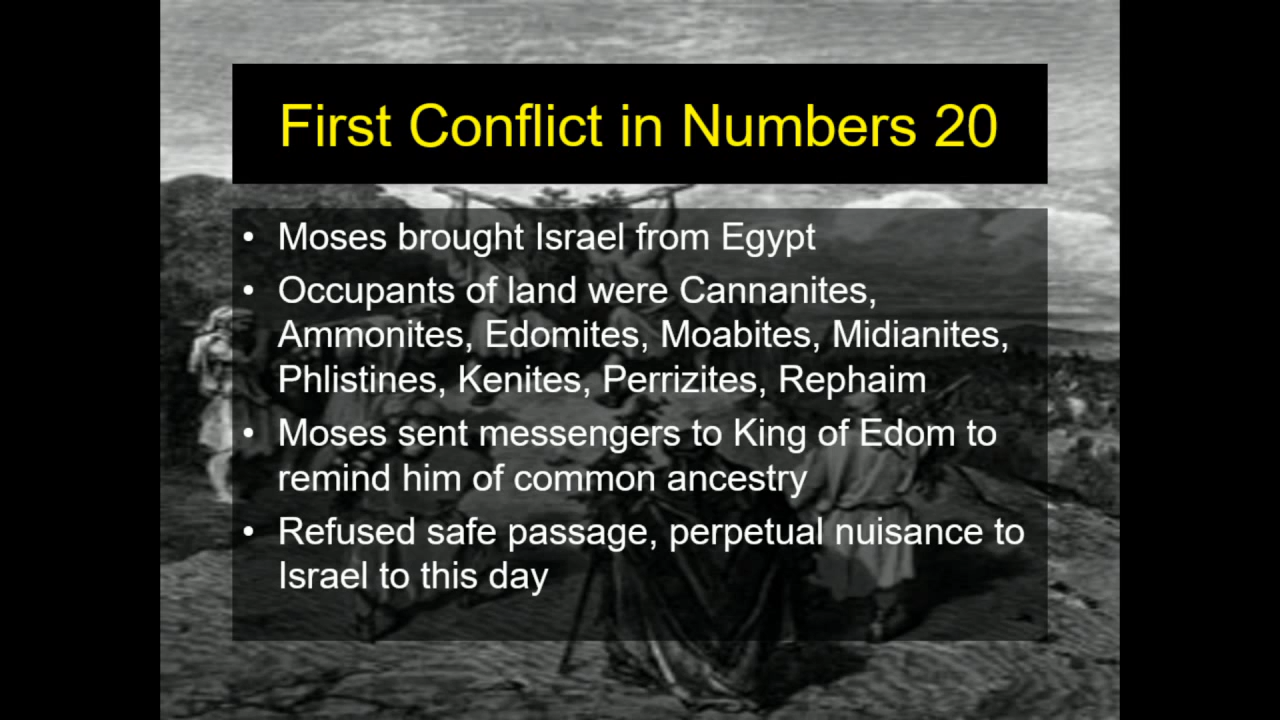 First Conflict in Numbers 20
• Moses brought Israel from Egypt
• Occupants of land were Cannanites,
Ammonites, Edomites, Moabites, Midianites,
Phlistines, Kenites, Perrizites, Rephaim
• Moses sent messengers to King of Edom to
remind him of common ancestry
• Refused safe passage, perpetual nuisance to
Israel to this day